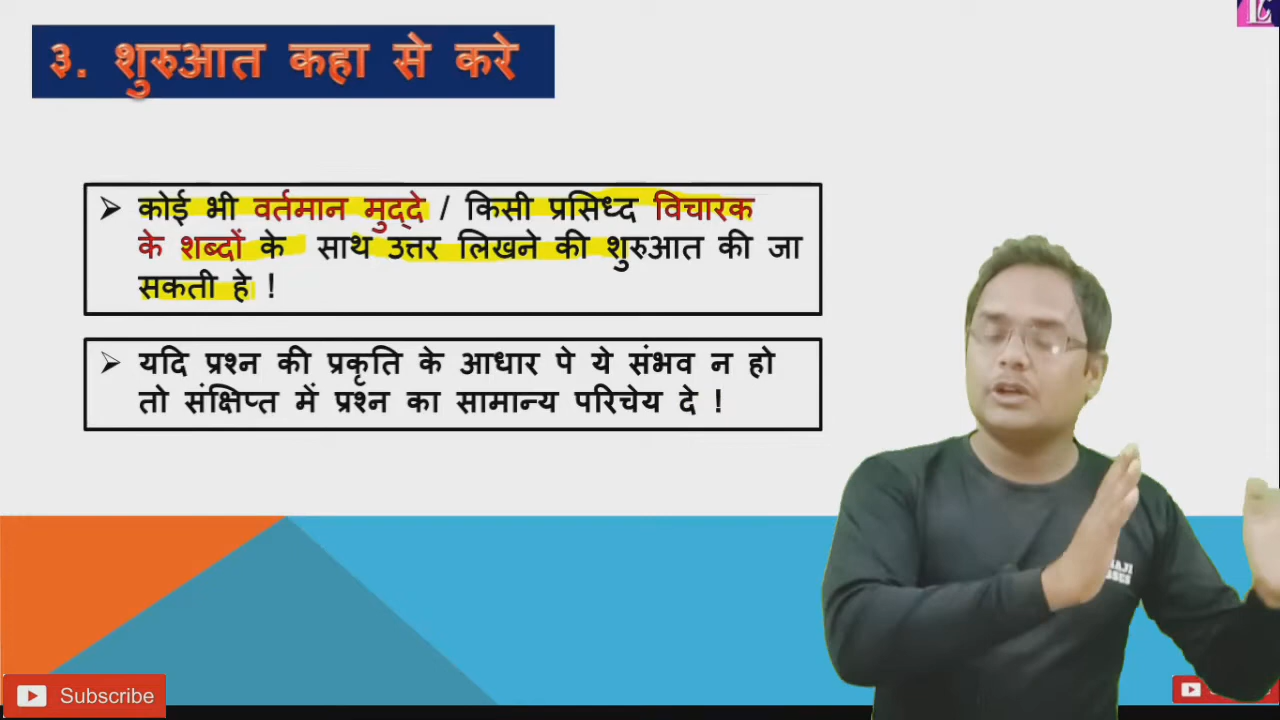 ३. शुरुआत कहा से करे
➢ कोई भी वर्तमान मुद्दे / किसी प्रसिध्द विचारक
के शब्दों के साथ उत्तर लिखने की शुरुआत की जा
सकती हे !
➢ यदि प्रश्न की प्रकृति के आधार पे ये संभव न हो
तो संक्षिप्त में प्रश्न का सामान्य परिचेय दे !
Subscribe